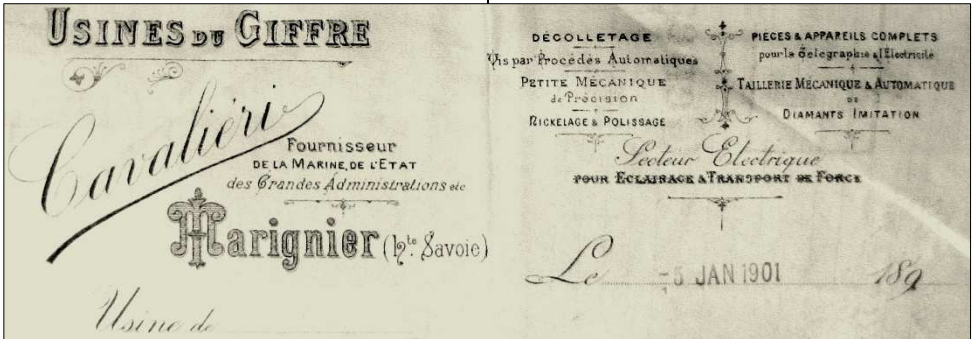 USINES DU GIFFRE
Cavaliéri
Fournisseur
DE LA MARINE, DE L'ETAT
des Grandes Administrations etc
Marignier (hte. Savoie)
Usine de
DÉCOLLETAGE
Vis par Procédés Automatiques
PETITE MÉCANIQUE
de Précision
NICKELAGE & POLISSAGE
PIECES & APPAREILS COMPLETS
pour la Télégraphie & l'Electricité
TAILLERIE MÉCANIQUE & AUTOMATIQUE
DE
DIAMANTS IMITATION
Secteur Electrique
POUR ECLAIRAGE & TRANSPORT DE FORCE
Le -5 JAN 1901 189